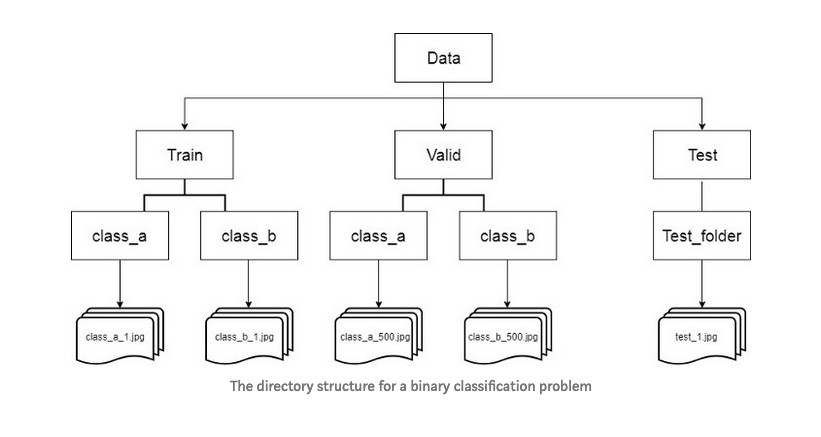 Data
Train
Valid
Test
class_a
class_b
class_a
class_b
Test_folder
class_a_1.jpg
class_b_1.jpg
class_a_500.jpg
class_b_500.jpg
test_1.jpg
The directory structure for a binary classification problem